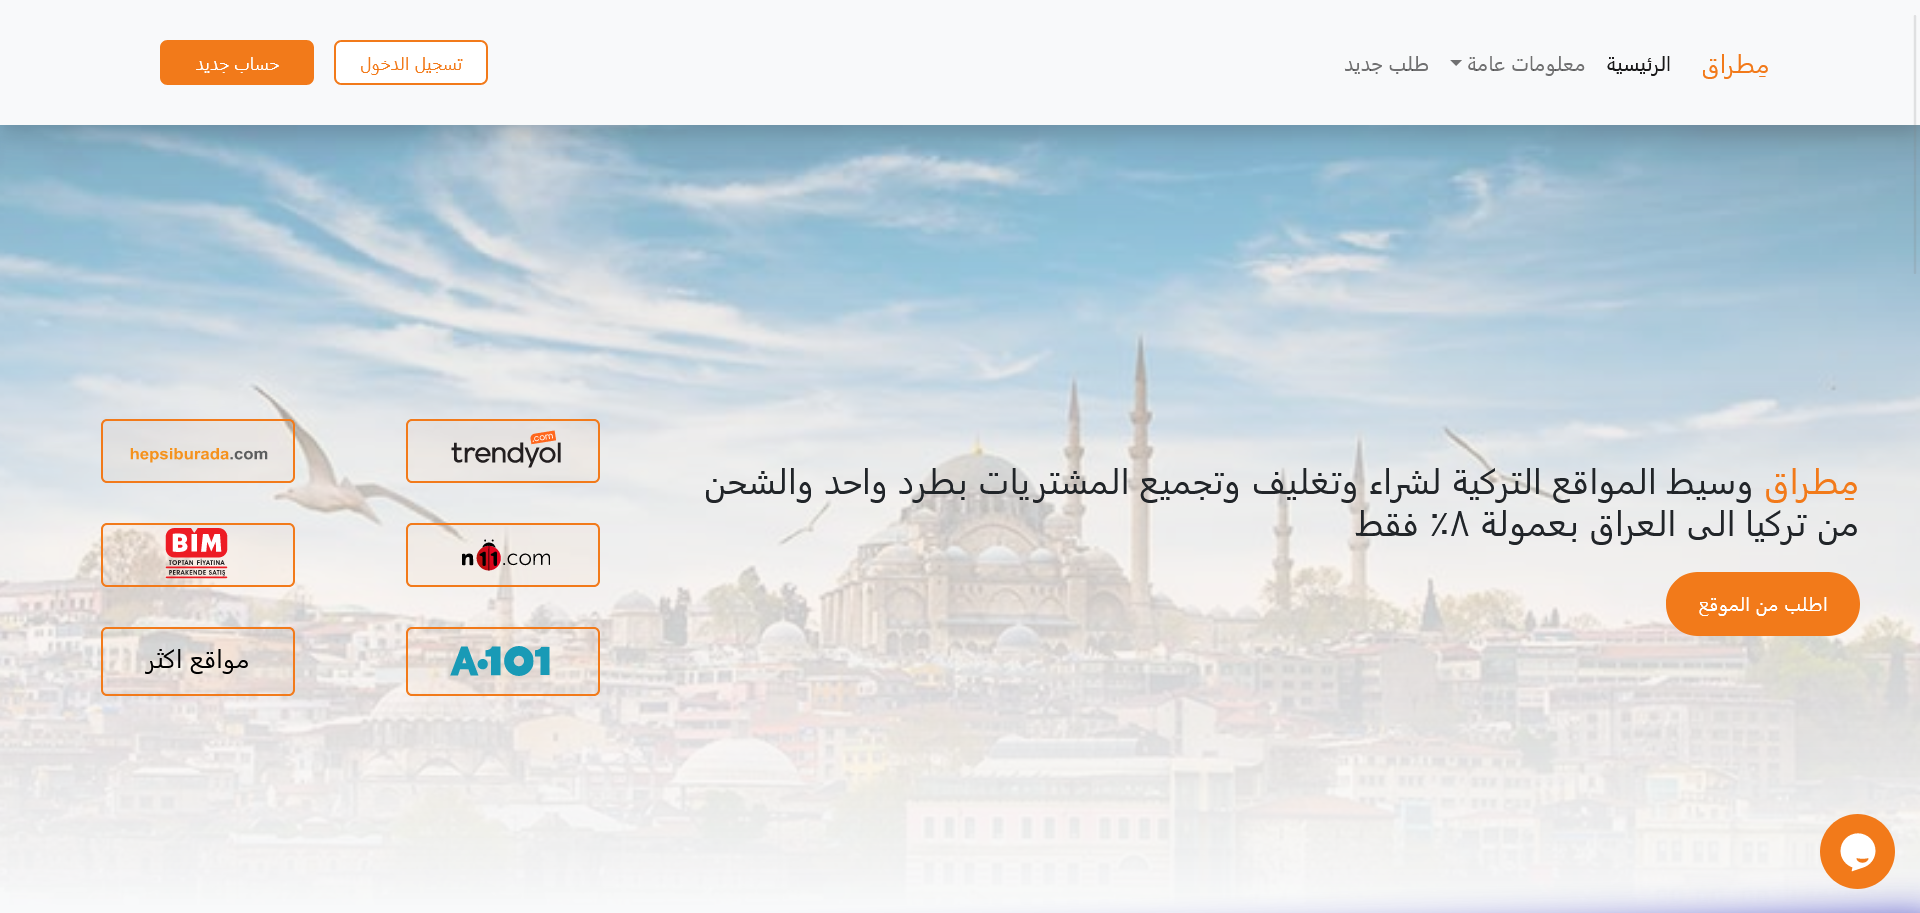 مِطراق
الرئيسية
معلومات عامة
طلب جديد
تسجيل الدخول
حساب جديد
مِطراق وسيط المواقع التركية لشراء وتغليف وتجميع المشتريات بطرد واحد والشحن
من تركيا الى العراق بعمولة ٨٪ فقط
اطلب من الموقع
trendyol.com
hepsiburada.com
n11.com
BİM
TOPTAN FİYATINA
PERAKENDE SATIŞ
A101
مواقع اكثر